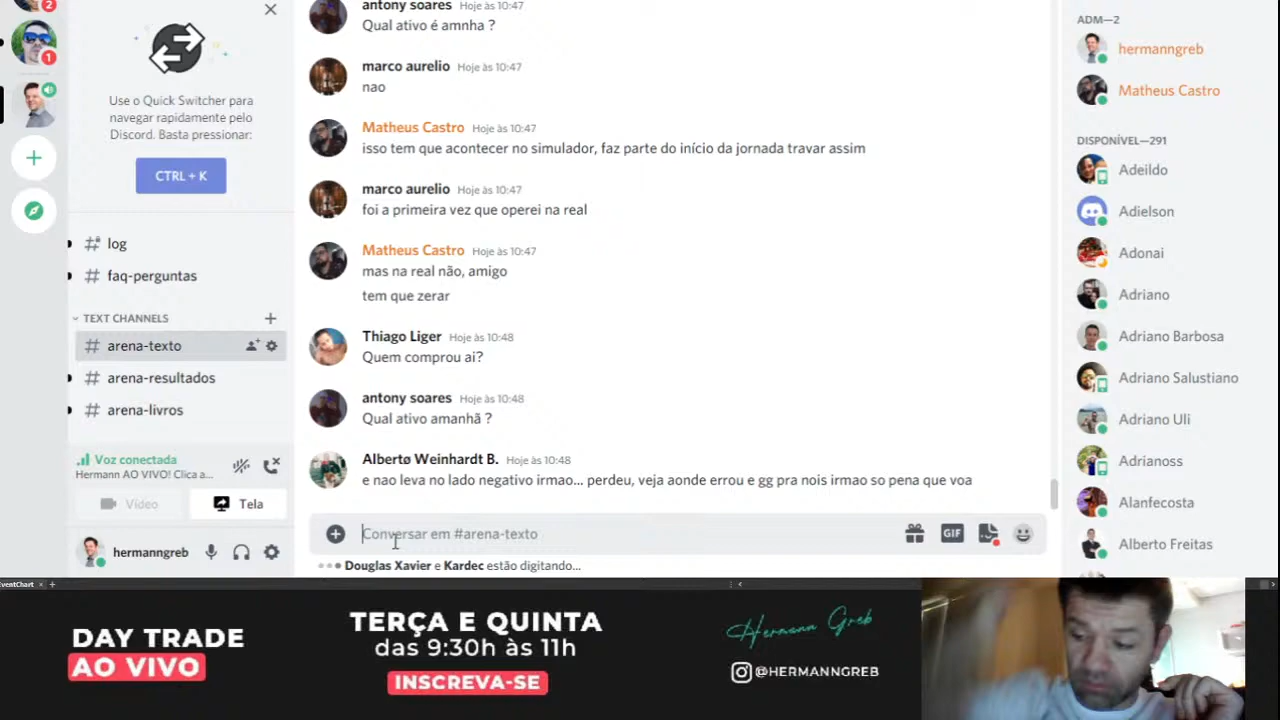 2
1
Use o Quick Switcher para
navegar rapidamente pelo
Discord. Basta pressionar:
CTRL + K
log
faq-perguntas
TEXT CHANNELS
arena-texto
arena-resultados
arena-livros
Voz conectada
Hermann AO VIVO! Clica a...
Vídeo
Tela
hermanngreb
antony soares Hoje às 10:47
Qual ativo é amnha ?
marco aurelio Hoje às 10:47
nao
Matheus Castro Hoje às 10:47
isso tem que acontecer no simulador, faz parte do início da jornada travar assim
marco aurelio Hoje às 10:47
foi a primeira vez que operei na real
Matheus Castro Hoje às 10:47
mas na real não, amigo
tem que zerar
Thiago Liger Hoje às 10:48
Quem comprou ai?
antony soares Hoje às 10:48
Qual ativo amanhã ?
Albertø Weinhardt B. Hoje às 10:48
e nao leva no lado negativo irmao... perdeu, veja aonde errou e gg pra nois irmao so pena que voa
Conversar em #arena-texto
GIF
Douglas Xavier e Kardec estão digitando...
ADM—2
hermanngreb
Matheus Castro
DISPONÍVEL—291
Adeildo
Adielson
Adonai
Adriano
Adriano Barbosa
Adriano Salustiano
Adriano Uli
Adrianoss
Alanfecosta
Alberto Freitas
EventChart
DAY TRADE
AO VIVO
TERÇA E QUINTA
das 9:30h às 11h
INSCREVA-SE
Hermann Greb
@HERMANNGREB